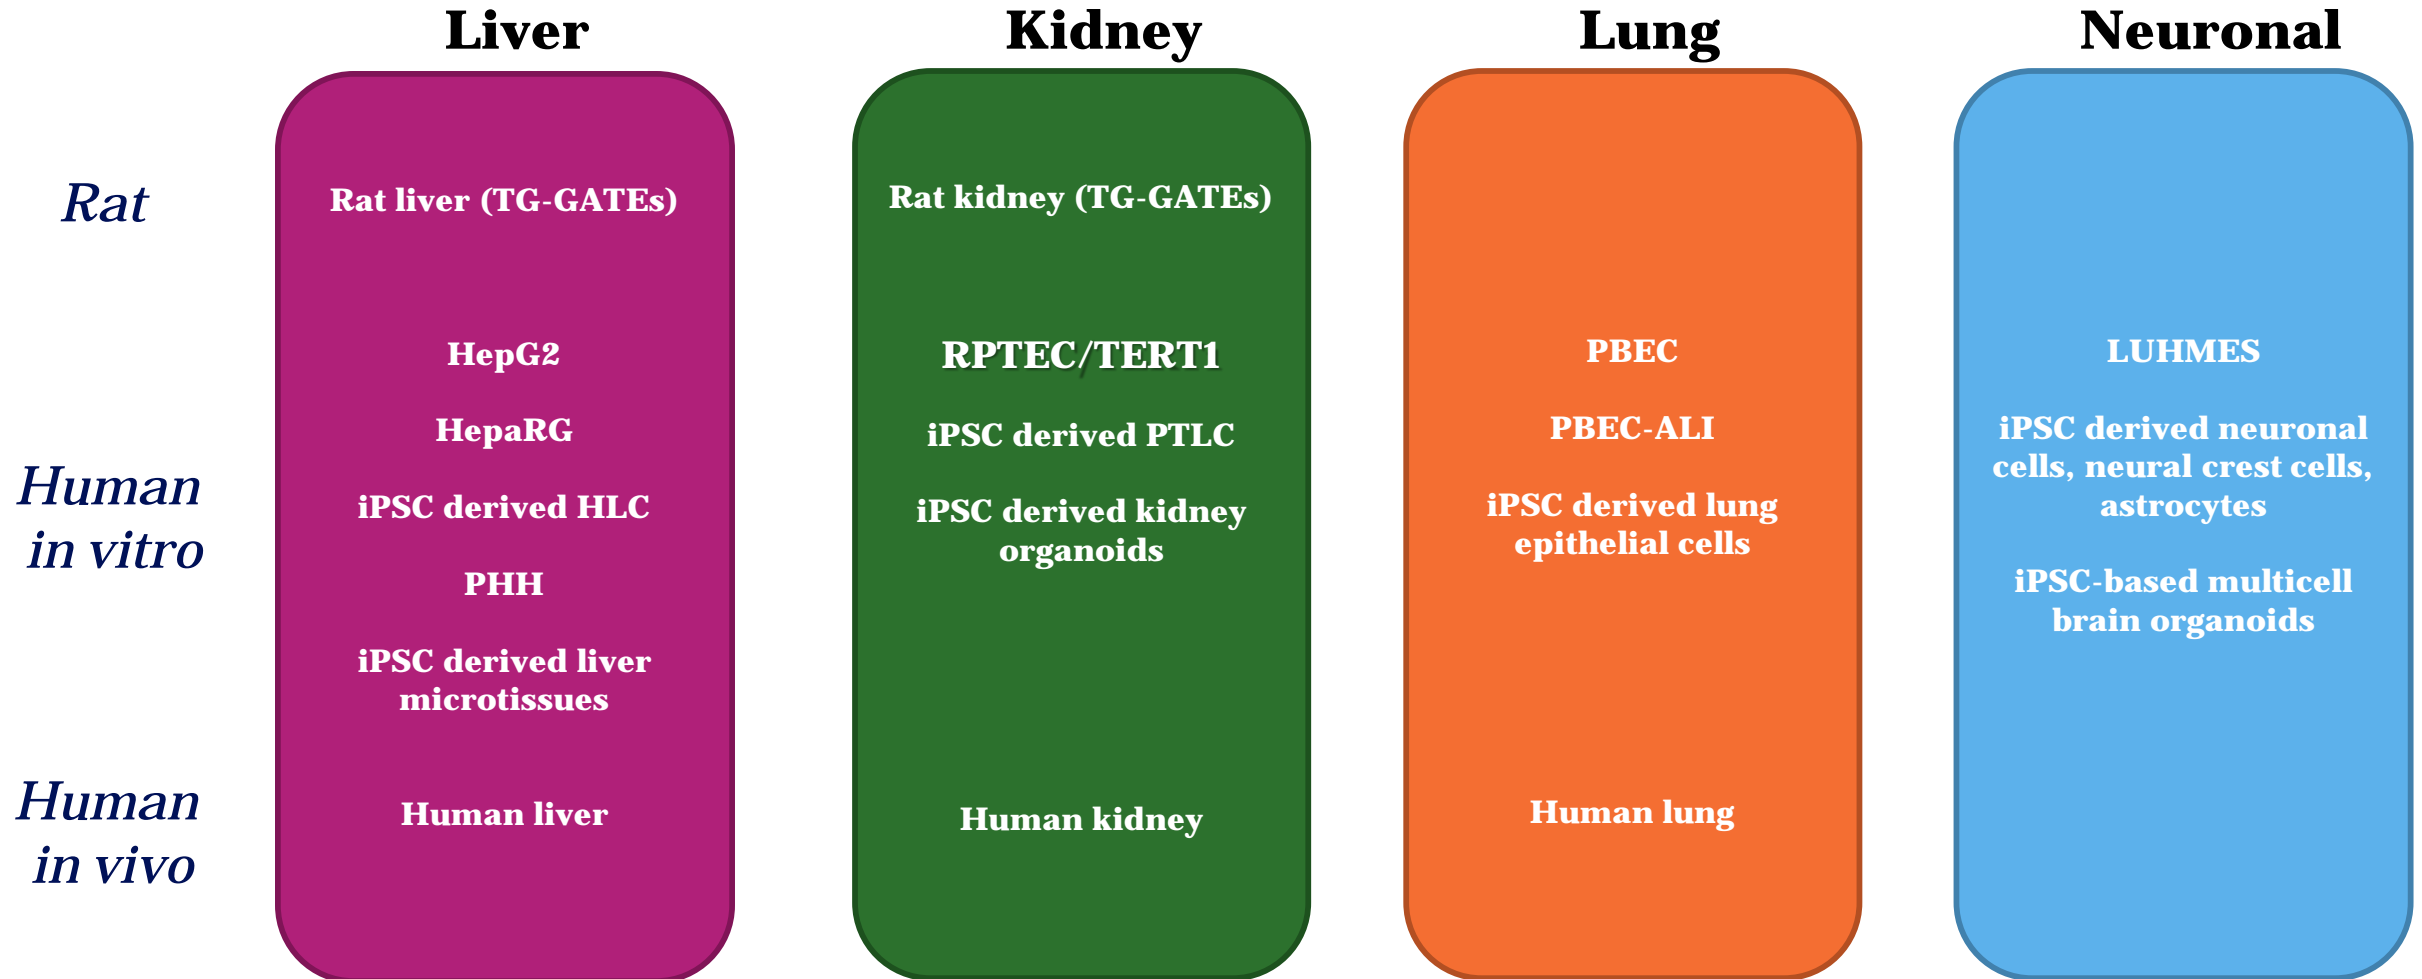 Liver
Kidney
Lung
Neuronal
Rat
Rat liver (TG-GATEs)
Rat kidney (TG-GATEs)
Human
in vitro
HepG2
HepaRG
iPSC derived HLC
PHH
iPSC derived liver
microtissues
RPTEC/TERT1
iPSC derived PTLC
iPSC derived kidney
organoids
PBEC
PBEC-ALI
iPSC derived lung
epithelial cells
LUHMES
iPSC derived neuronal
cells, neural crest cells,
astrocytes
iPSC-based multicell
brain organoids
Human
in vivo
Human liver
Human kidney
Human lung